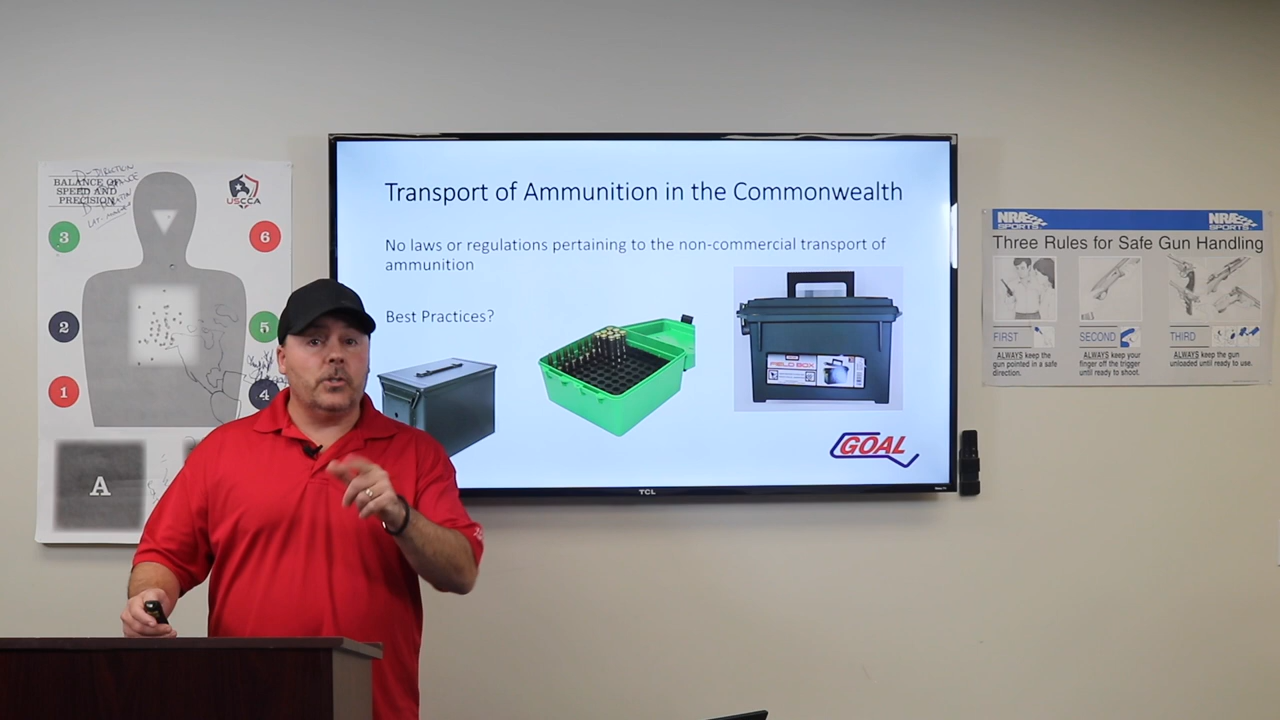 BALANCE OF
SPEED AND
PRECISION
D-DIRECTION
USCCA
3
6
2
5
1
4
A
Transport of Ammunition in the Commonwealth
No laws or regulations pertaining to the non-commercial transport of
ammunition
Best Practices?
FIELD BOX
GOAL
TCL
NRA
SPORTS
NRA
SPORTS
Three Rules for Safe Gun Handling
FIRST
ALWAYS keep the
gun pointed in a safe
direction.
SECOND
ALWAYS keep your
finger off the trigger
until ready to shoot.
THIRD
ALWAYS keep the gun
unloaded until ready to use.